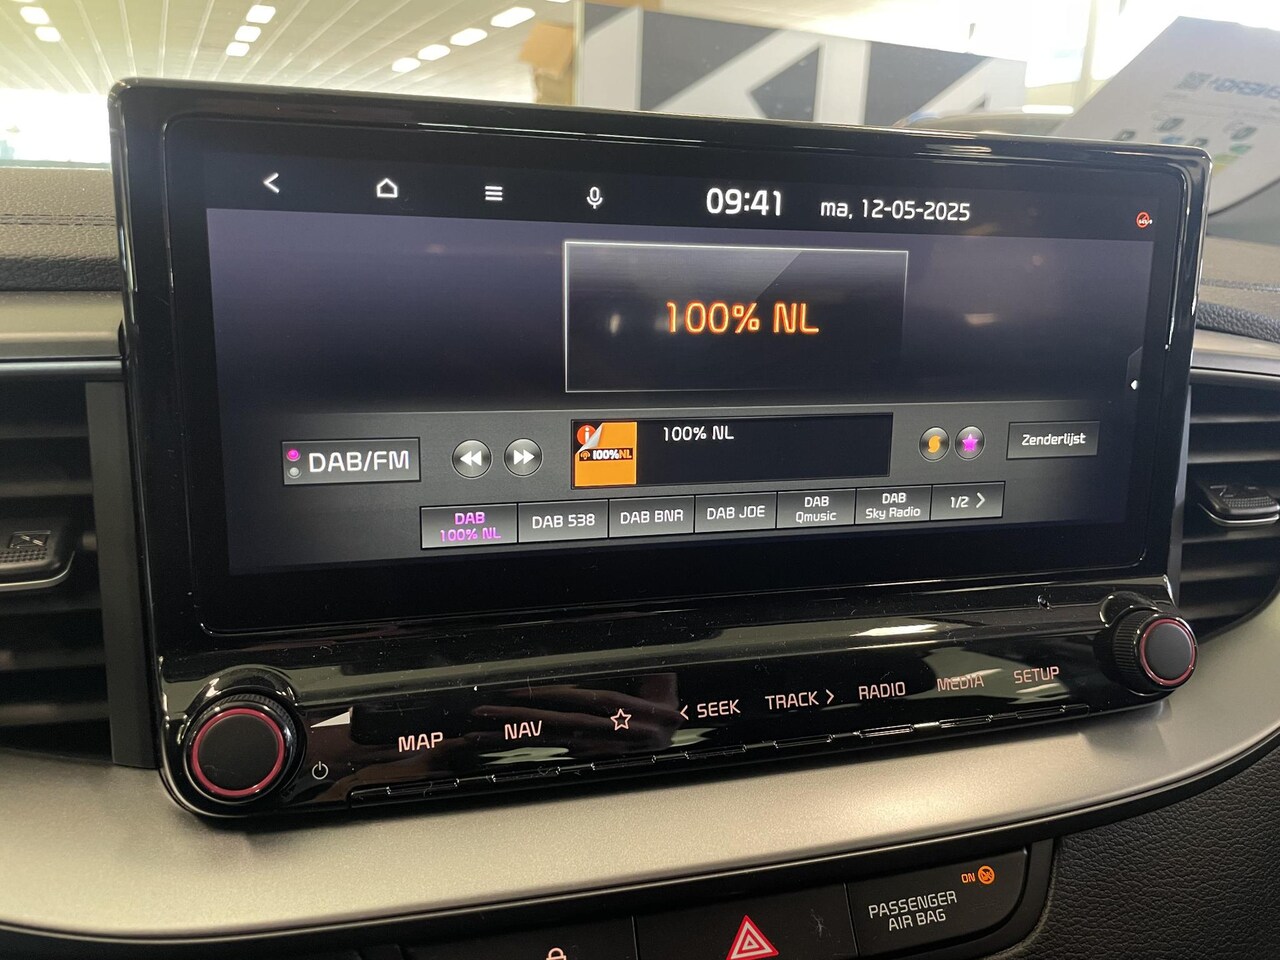 KIA
09:41 ma, 12-05-2025
100% NL
100% NL
100%NL
DAB/FM
Zenderlijst
DAB
100% NL
DAB 538
DAB BNR
DAB JOE
DAB
Qmusic
DAB
Sky Radio
1/2 >
MAP
NAV
< SEEK
TRACK >
RADIO
MEDIA
SETUP
ON
PASSENGER
AIR BAG